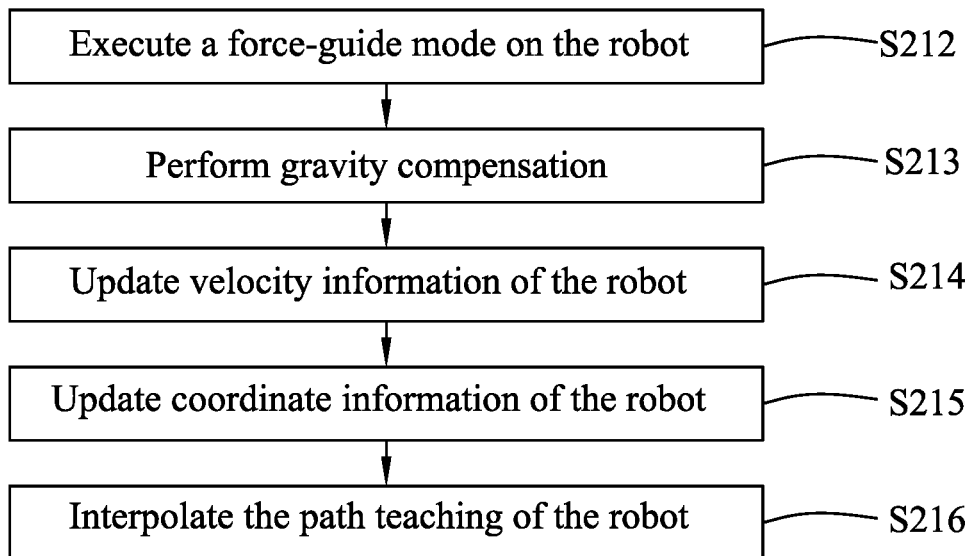 Execute a force-guide mode on the robot S212
Perform gravity compensation S213
Update velocity information of the robot S214
Update coordinate information of the robot S215
Interpolate the path teaching of the robot S216